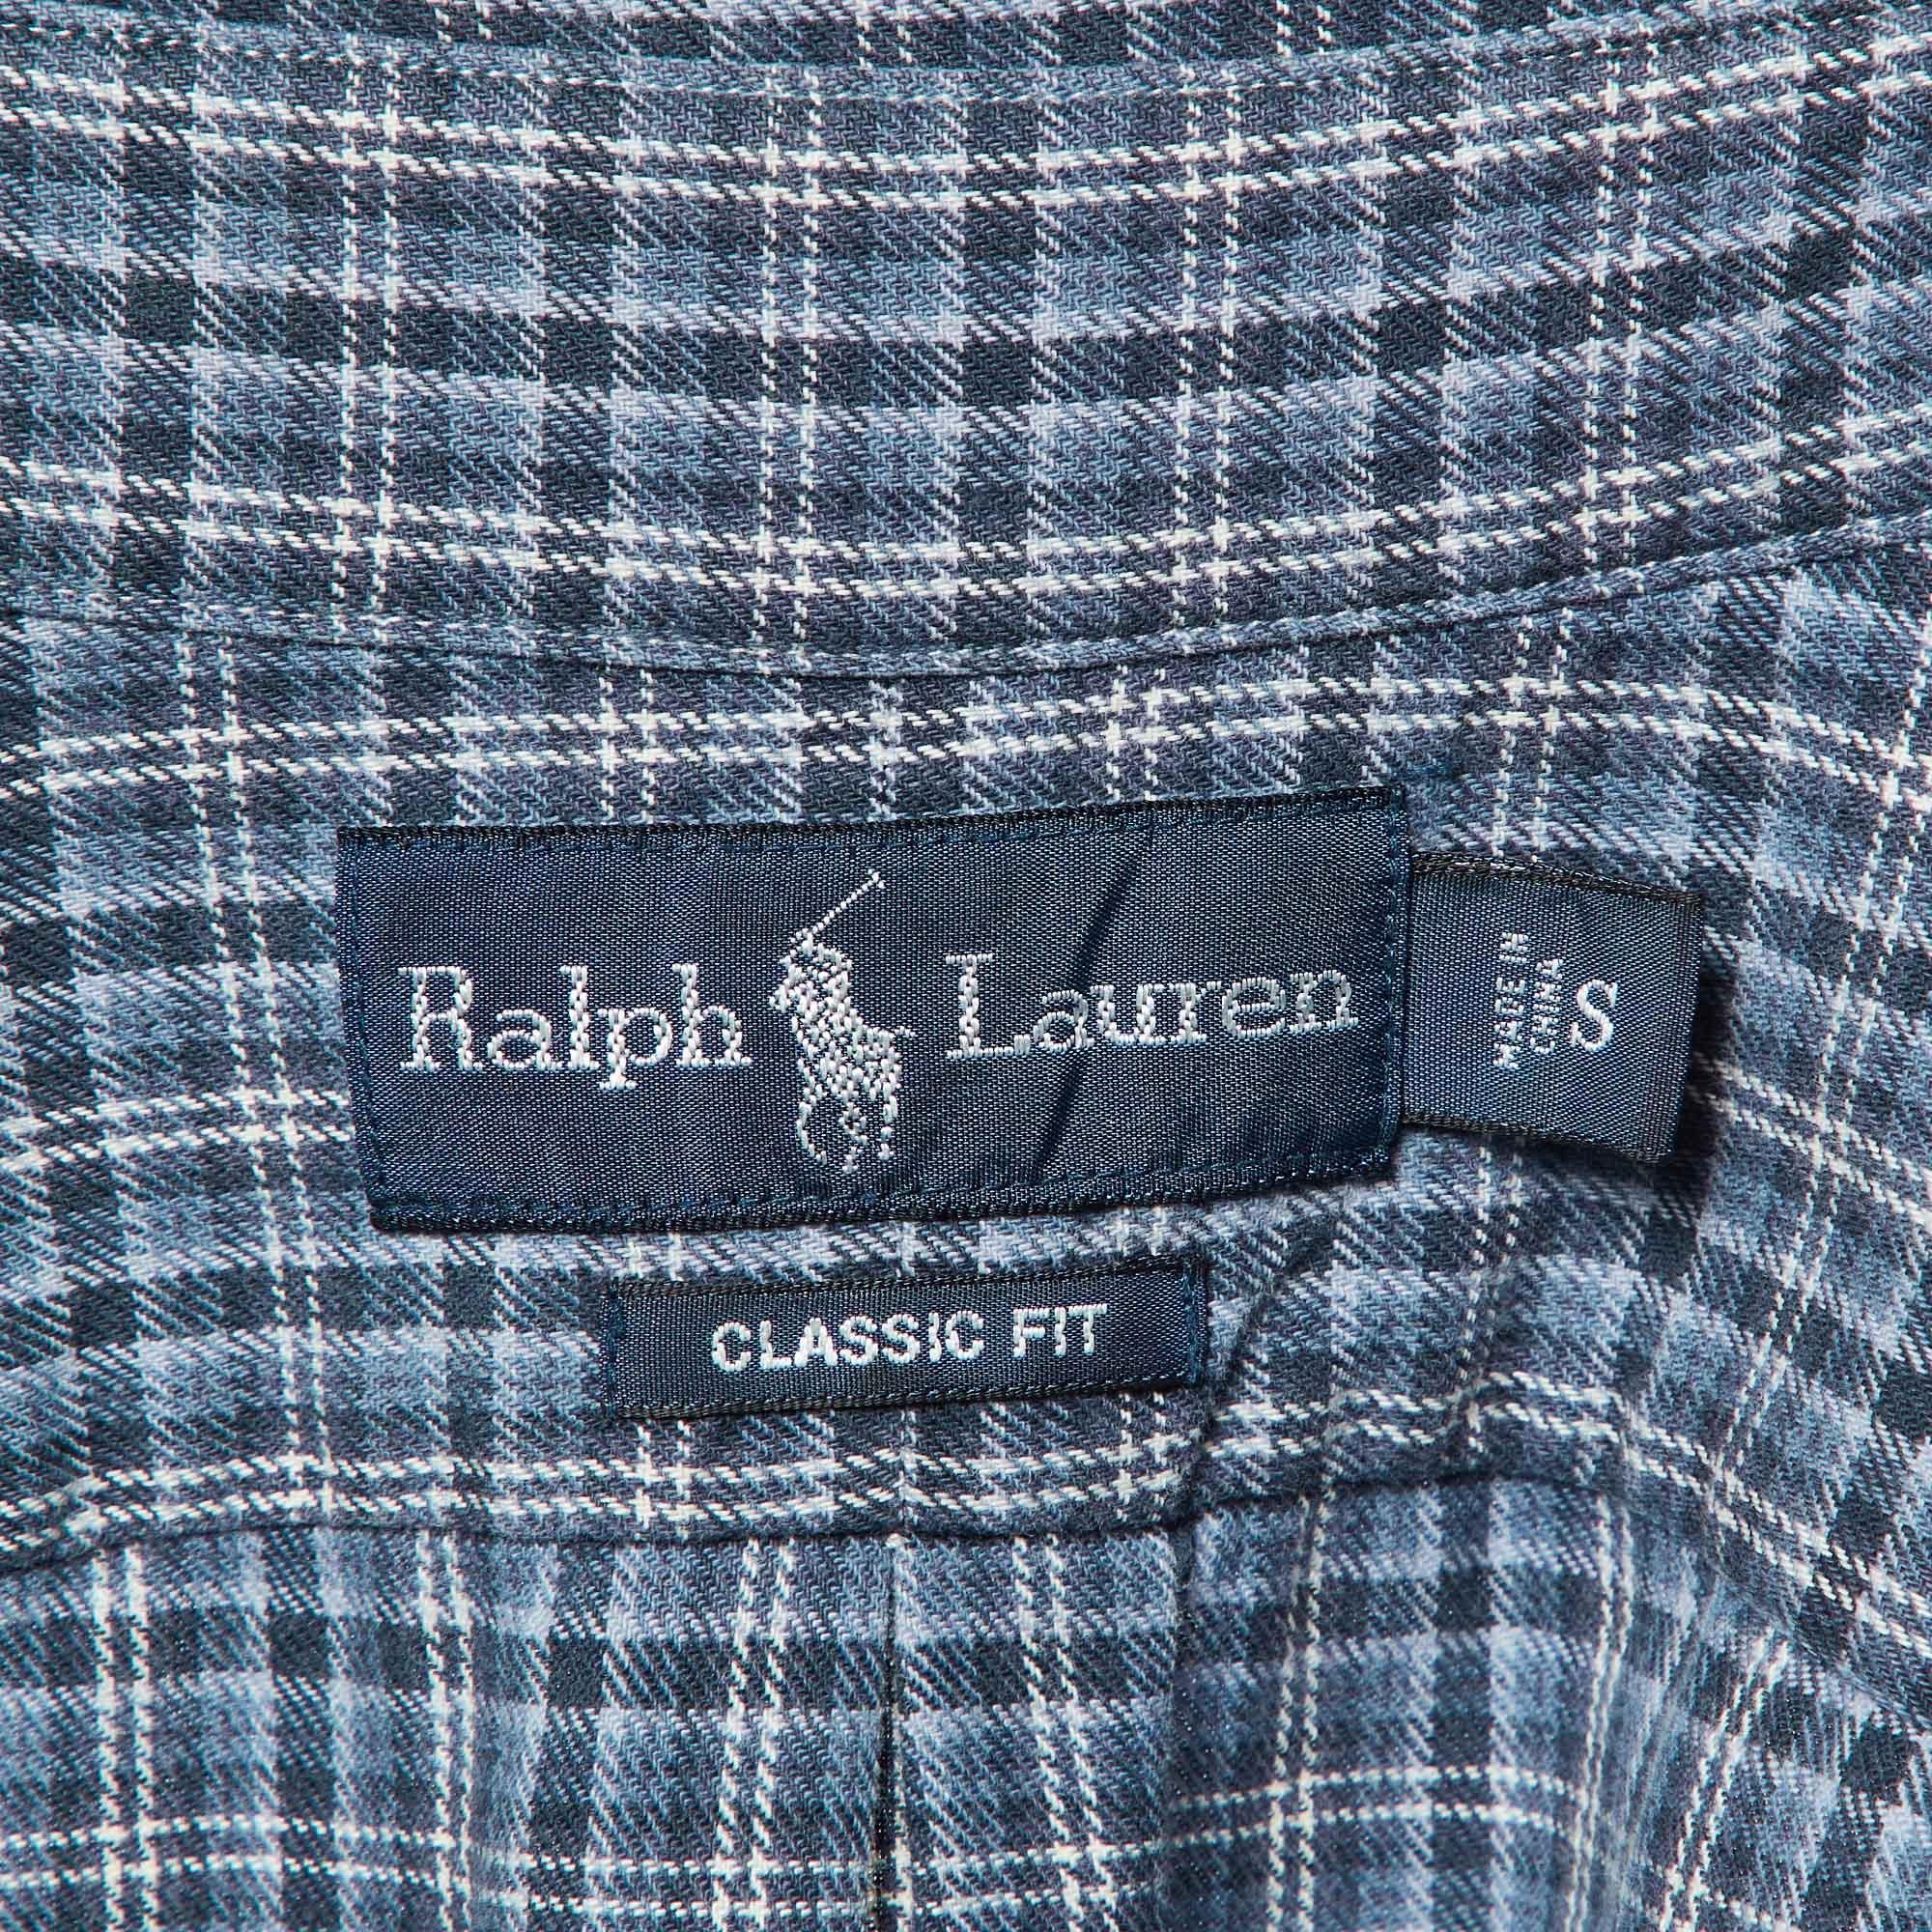 Ralph Lauren
MADE IN
CHINA
S
CLASSIC FIT